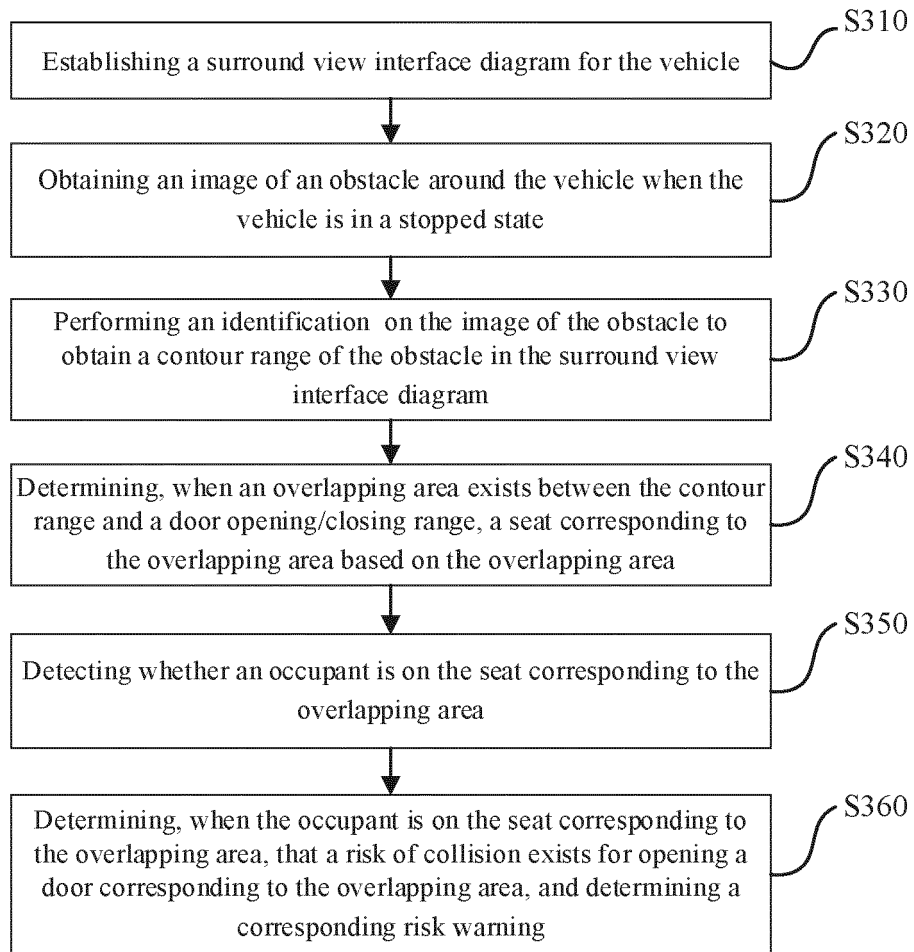 S310
Establishing a surround view interface diagram for the vehicle
S320
Obtaining an image of an obstacle around the vehicle when the
vehicle is in a stopped state
S330
Performing an identification on the image of the obstacle to
obtain a contour range of the obstacle in the surround view
interface diagram
S340
Determining, when an overlapping area exists between the contour
range and a door opening/closing range, a seat corresponding to
the overlapping area based on the overlapping area
S350
Detecting whether an occupant is on the seat corresponding to the
overlapping area
S360
Determining, when the occupant is on the seat corresponding to
the overlapping area, that a risk of collision exists for opening a
door corresponding to the overlapping area, and determining a
corresponding risk warning